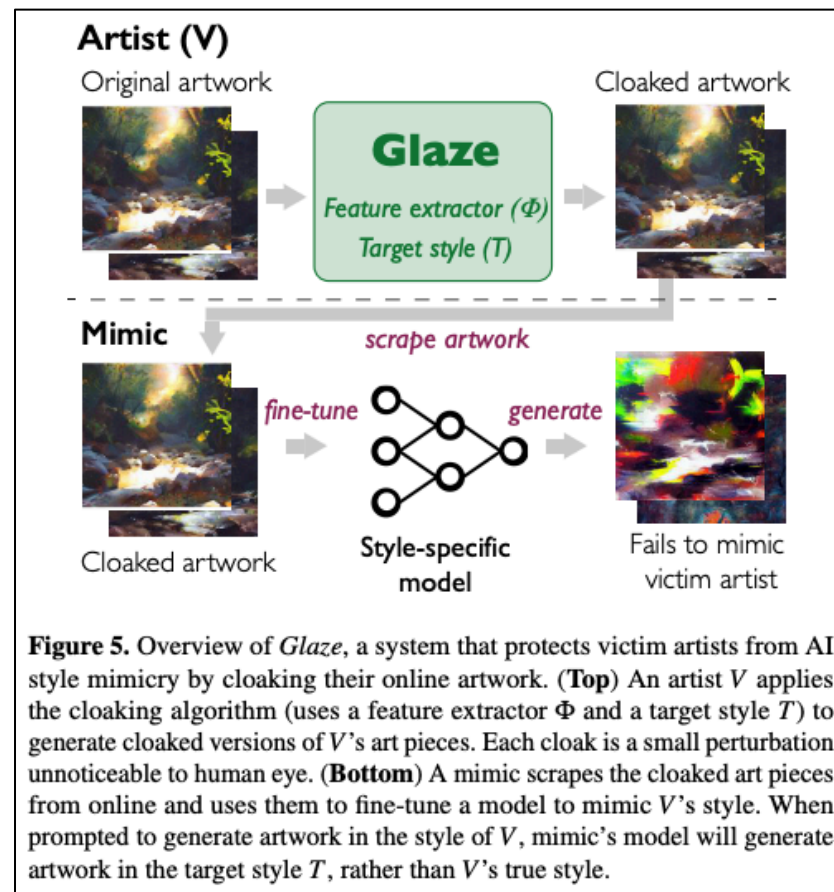 Artist (V)
Original artwork
Cloaked artwork
Glaze
Feature extractor (Φ)
Target style (T)
Mimic
scrape artwork
fine-tune
generate
Cloaked artwork
Style-specific
model
Fails to mimic
victim artist
Figure 5. Overview of Glaze, a system that protects victim artists from AI
style mimicry by cloaking their online artwork. (Top) An artist V applies
the cloaking algorithm (uses a feature extractor Φ and a target style T) to
generate cloaked versions of V's art pieces. Each cloak is a small perturbation
unnoticeable to human eye. (Bottom) A mimic scrapes the cloaked art pieces
from online and uses them to fine-tune a model to mimic V's style. When
prompted to generate artwork in the style of V, mimic's model will generate
artwork in the target style T, rather than V's true style.